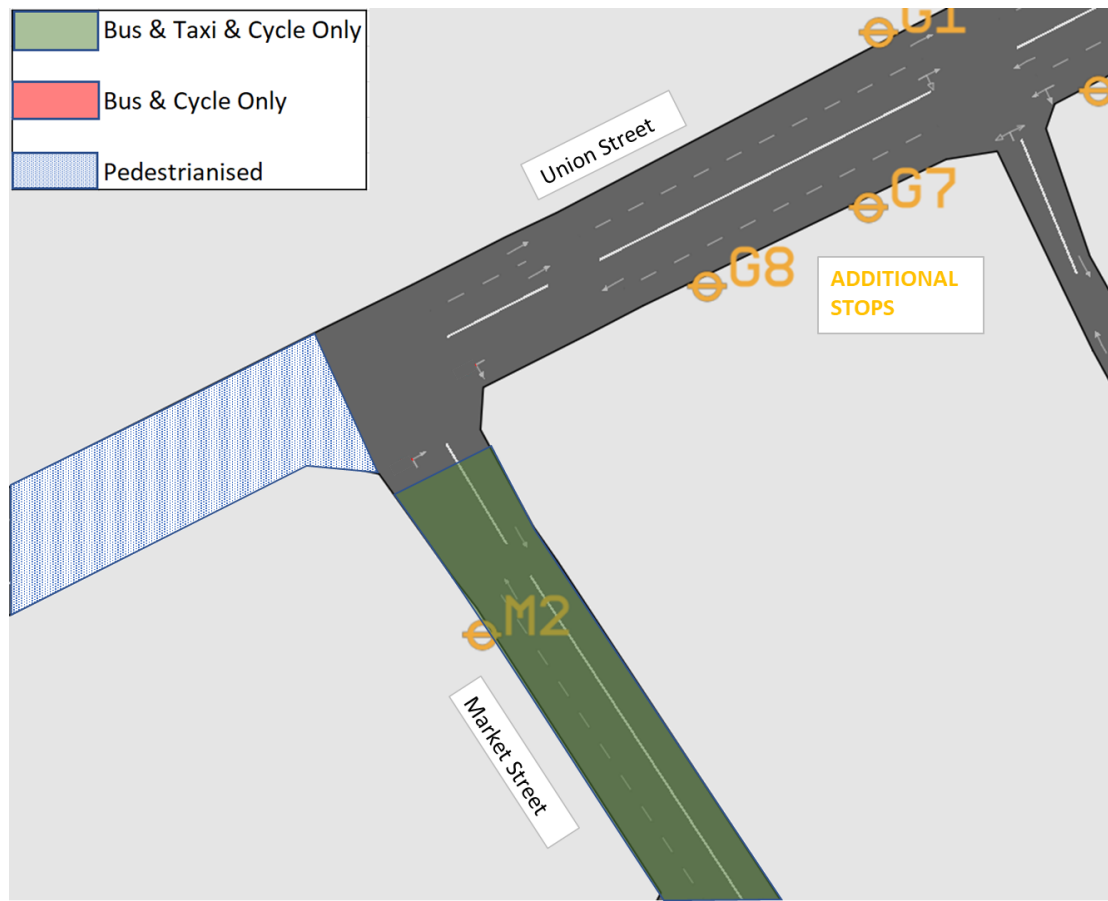 Bus & Taxi & Cycle Only
Bus & Cycle Only
Pedestrianised
G1
Union Street
G7
G8
ADDITIONAL
STOPS
M2
Market Street